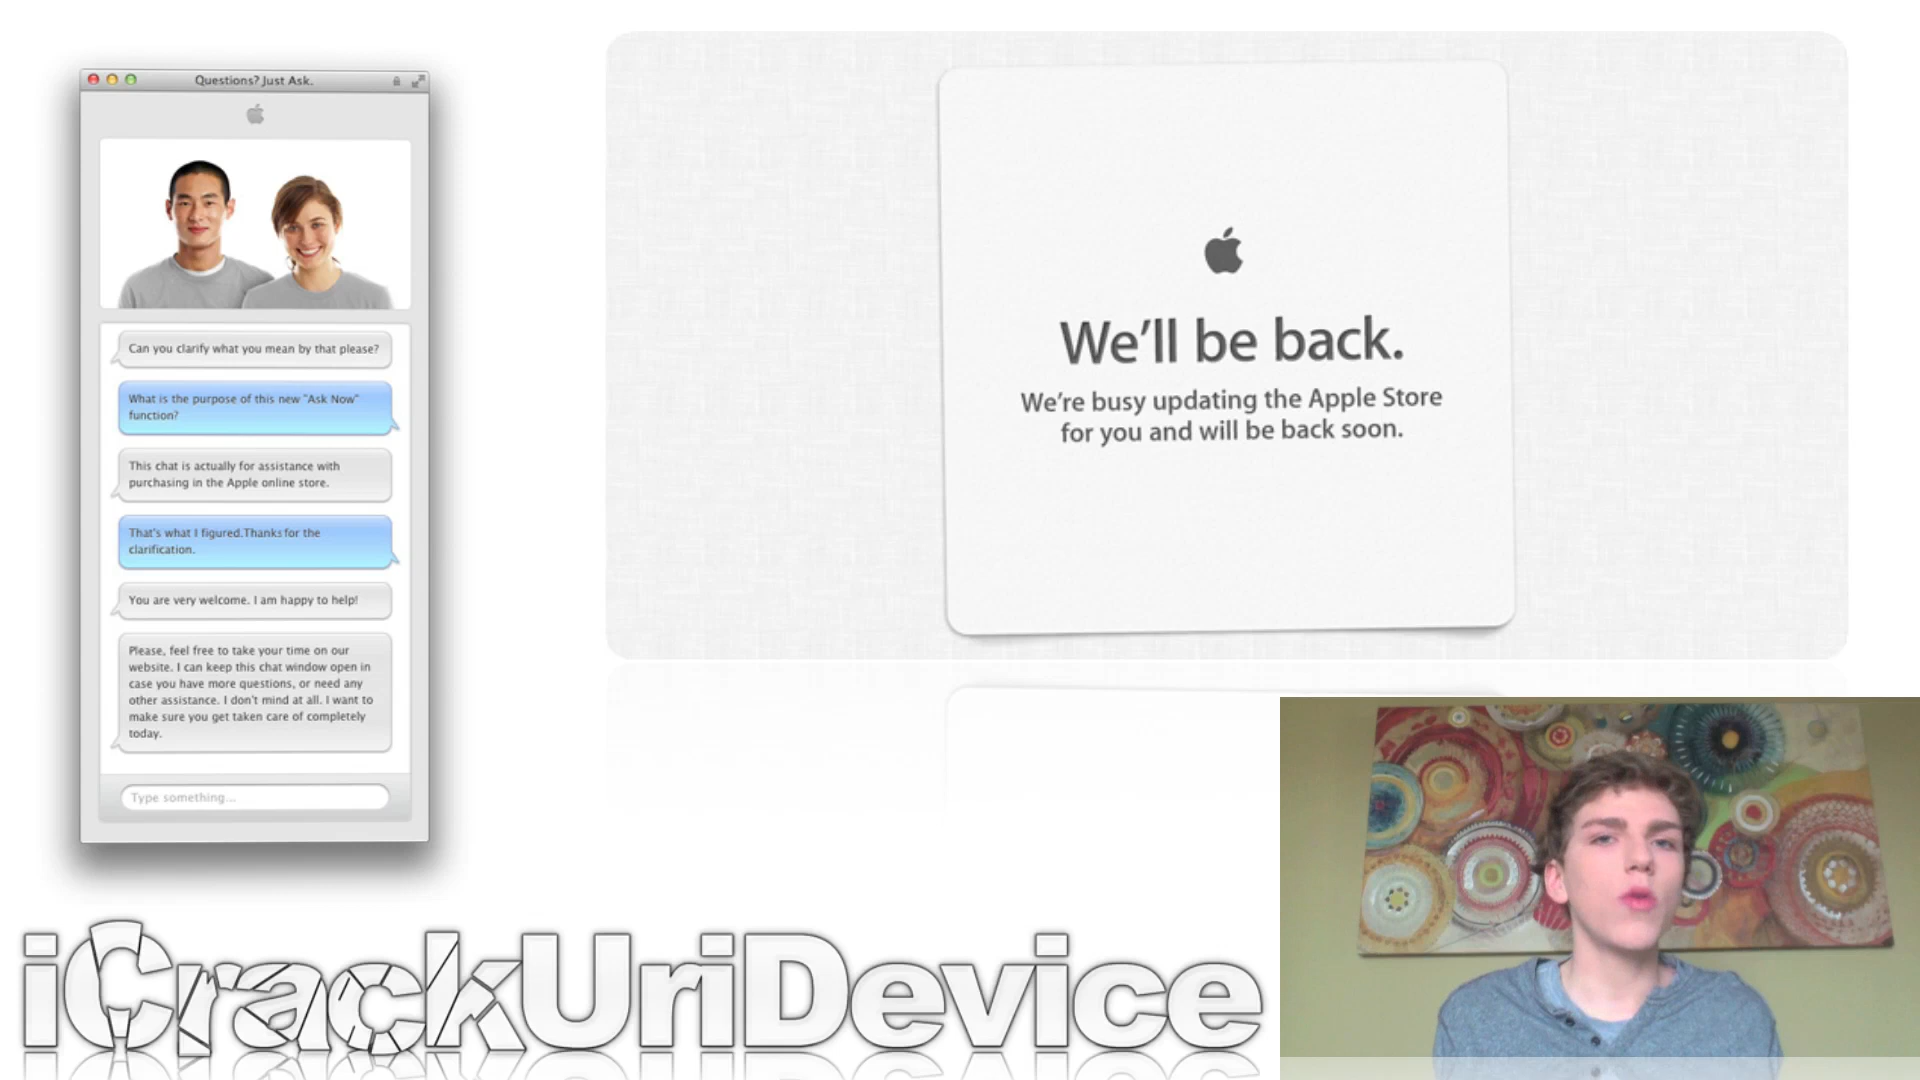 Questions? Just Ask.
Can you clarify what you mean by that please?
What is the purpose of this new "Ask Now"
function?
This chat is actually for assistance with
purchasing in the Apple online store.
That's what I figured.Thanks for the
clarification.
You are very welcome. I am happy to help!
Please, feel free to take your time on our
website. I can keep this chat window open in
case you have more questions, or need any
other assistance. I don't mind at all. I want to
make sure you get taken care of completely
today.
Type something...
We'll be back.
We're busy updating the Apple Store
for you and will be back soon.
iCrackUriDevice